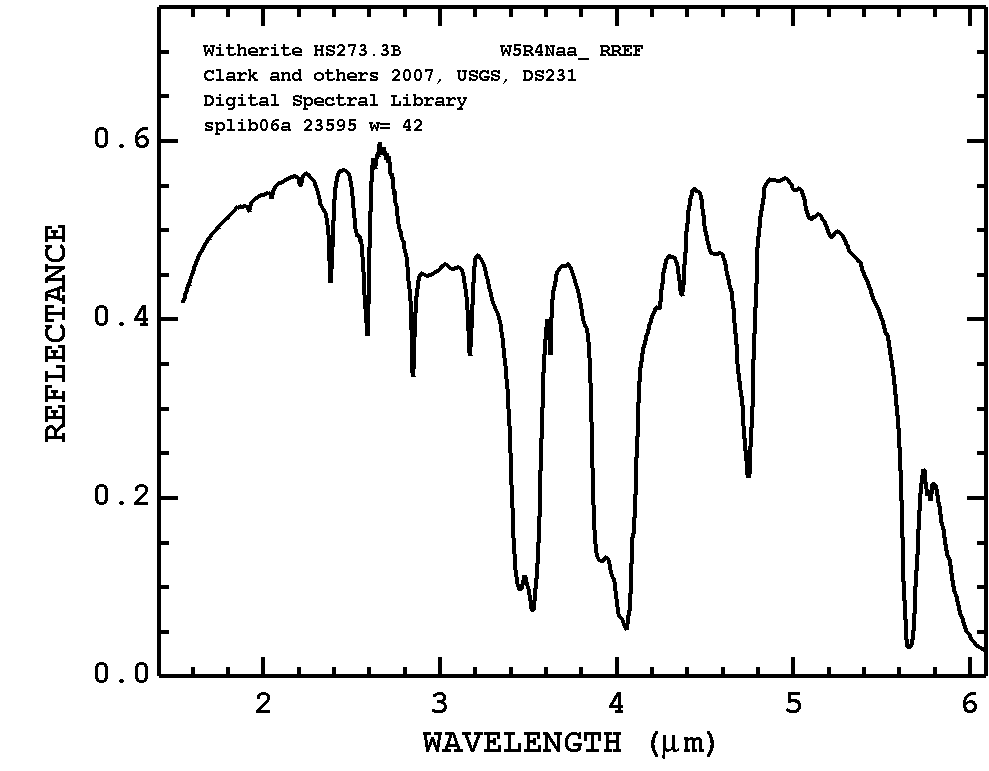 Witherite HS273.3B W5R4Naa_ RREF
Clark and others 2007, USGS, DS231
Digital Spectral Library
splib06a 23595 w= 42
0.6
0.4
0.2
0.0
REFLECTANCE
2 3 4 5 6
WAVELENGTH (μm)